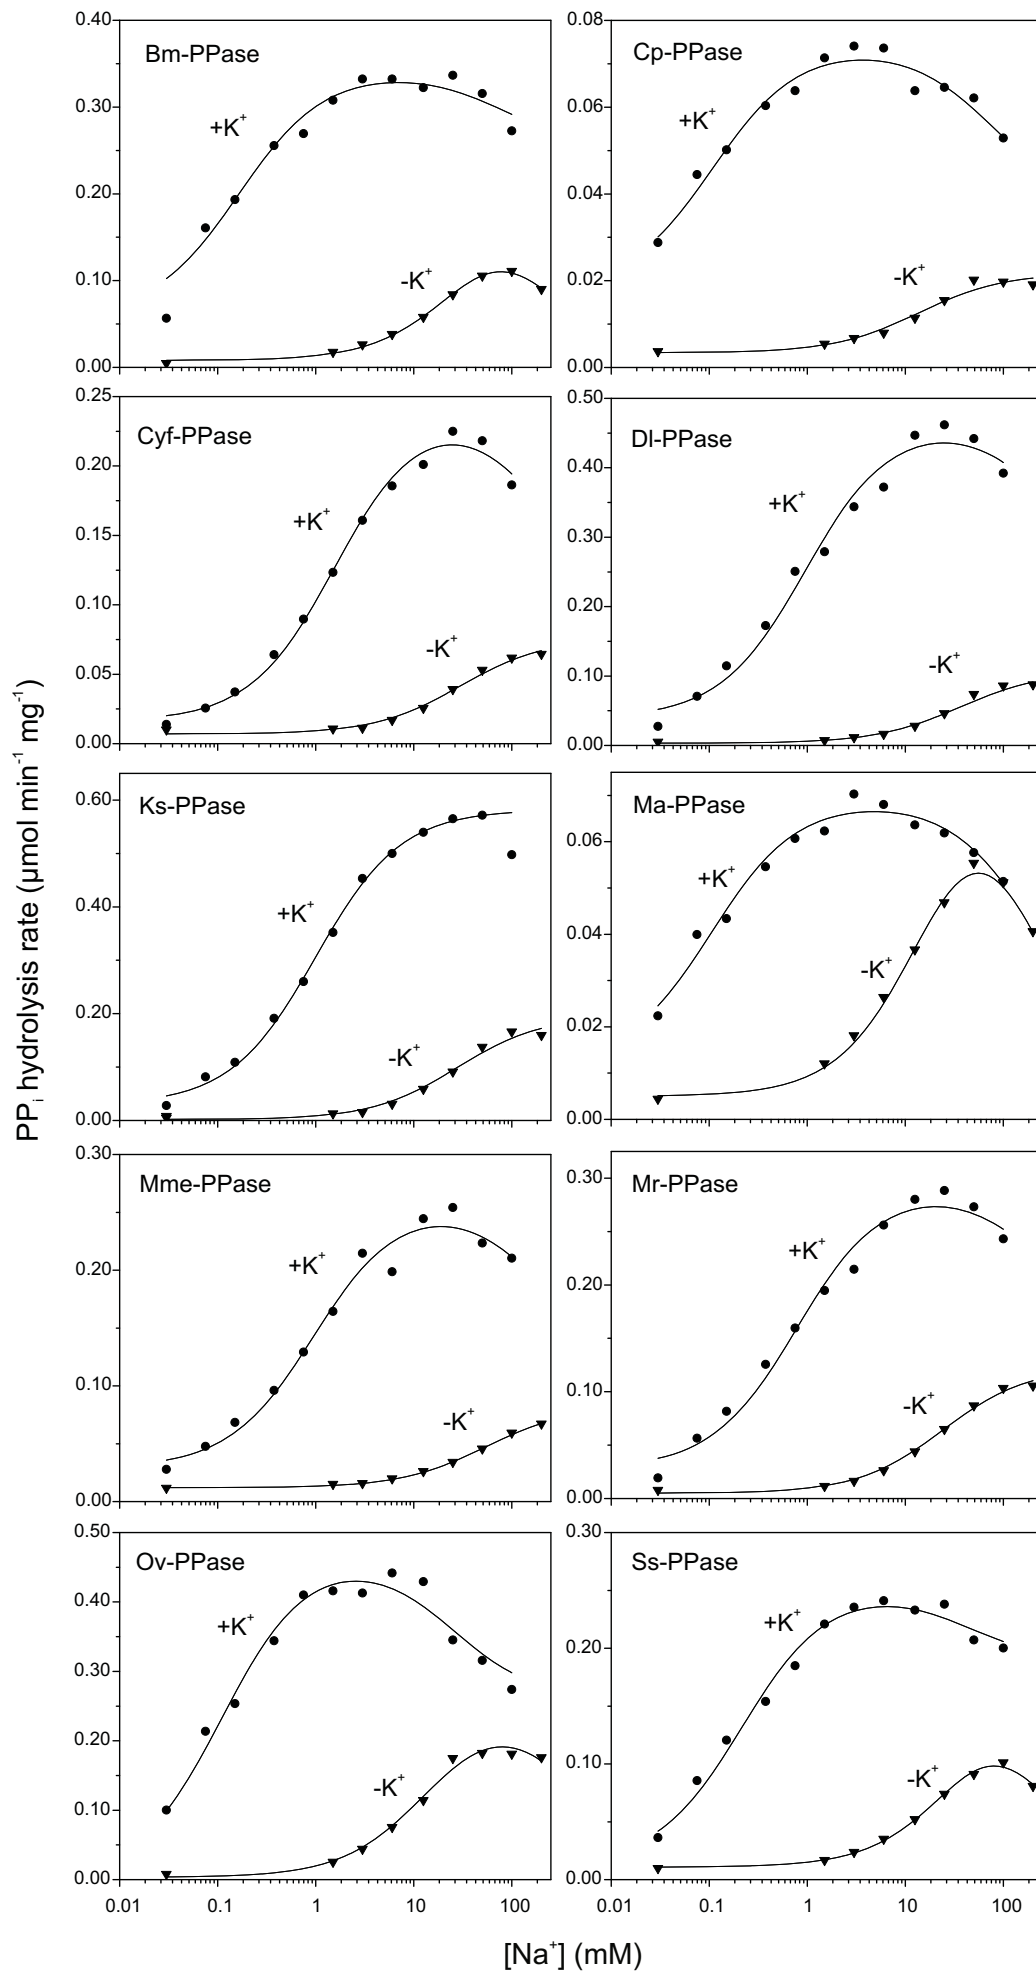 PPᵢ hydrolysis rate (μmol min⁻¹ mg⁻¹)
Bm-PPase
0.40
0.30
0.20
0.10
0.00
+K⁺
-K⁺
Cp-PPase
0.08
0.06
0.04
0.02
0.00
+K⁺
-K⁺
Cyf-PPase
0.25
0.20
0.15
0.10
0.05
0.00
+K⁺
-K⁺
Dl-PPase
0.50
0.40
0.30
0.20
0.10
0.00
+K⁺
-K⁺
Ks-PPase
0.60
0.40
0.20
0.00
+K⁺
-K⁺
Ma-PPase
0.06
0.04
0.02
0.00
+K⁺
-K⁺
Mme-PPase
0.30
0.20
0.10
0.00
+K⁺
-K⁺
Mr-PPase
0.30
0.20
0.10
0.00
+K⁺
-K⁺
Ov-PPase
0.50
0.40
0.30
0.20
0.10
0.00
+K⁺
-K⁺
Ss-PPase
0.30
0.20
0.10
0.00
+K⁺
-K⁺
0.01 0.1 1 10 100
0.01 0.1 1 10 100
[Na⁺] (mM)